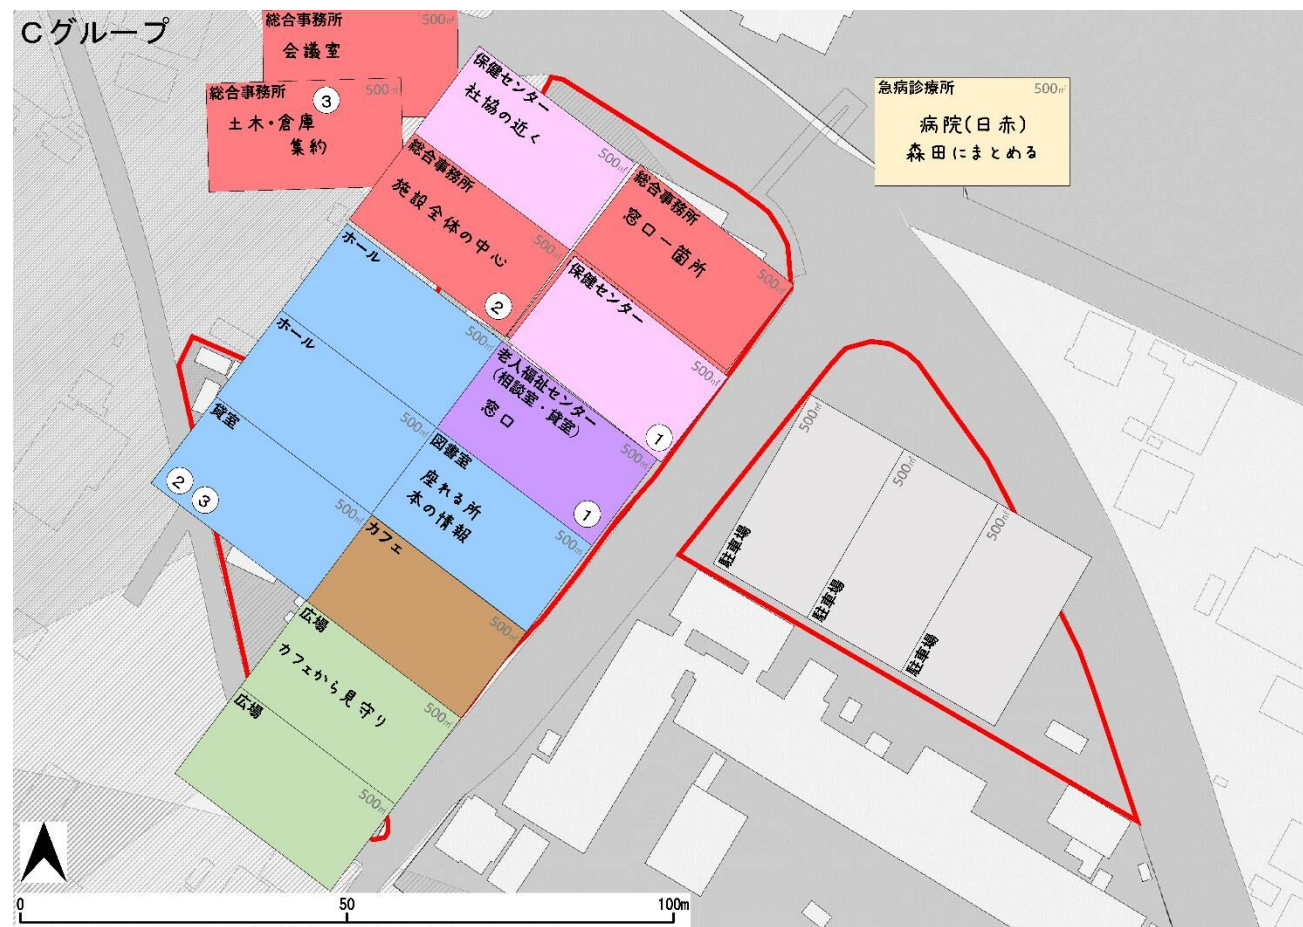 Cグループ
総合事務所 500㎡
会議室
総合事務所 500㎡
③
土木・倉庫
集約
保健センター
社協の近く
500㎡
総合事務所
施設全体の中心
500㎡
②
総合事務所
窓口一箇所
500㎡
保健センター
500㎡
①
ホール
500㎡
ホール
500㎡
貸室
② ③
500㎡
老人福祉センター
(相談室・貸室)
窓口
500㎡
①
図書室
座れる所
本の情報
500㎡
カフェ
500㎡
広場
カフェから見守り
500㎡
広場
500㎡
急病診療所 500㎡
病院(日赤)
森田にまとめる
500㎡
駐車場
500㎡
駐車場
500㎡
駐車場
0 50 100m